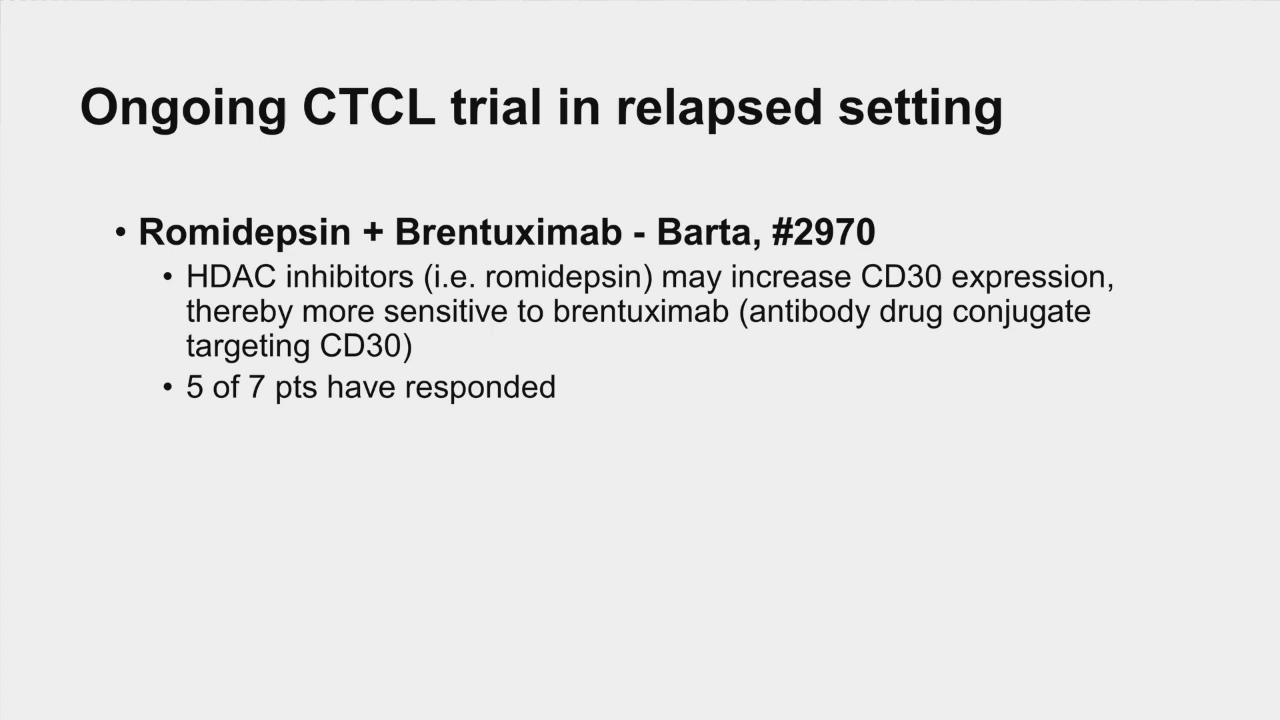 Ongoing CTCL trial in relapsed setting
• Romidepsin + Brentuximab - Barta, #2970
• HDAC inhibitors (i.e. romidepsin) may increase CD30 expression,
thereby more sensitive to brentuximab (antibody drug conjugate
targeting CD30)
• 5 of 7 pts have responded